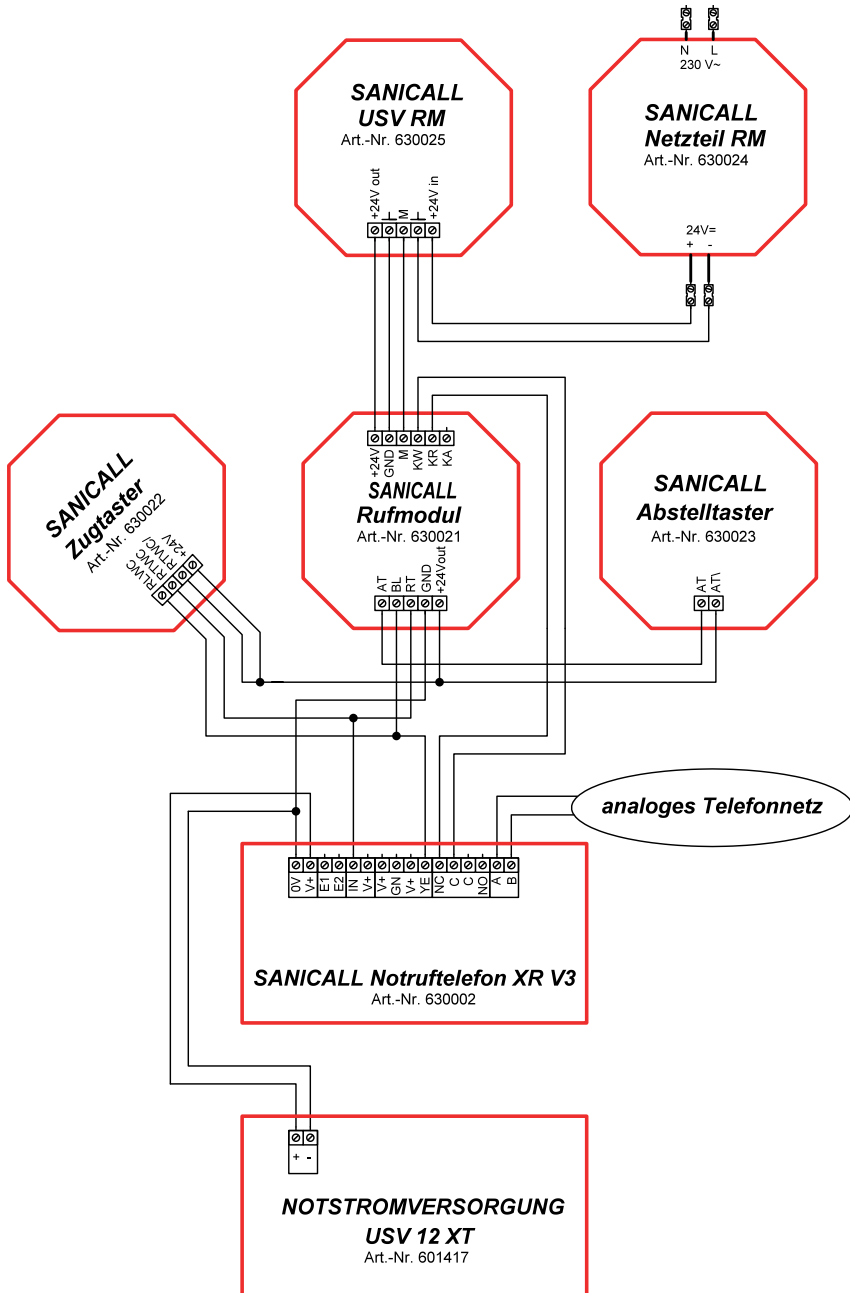 N L
230 V~
SANICALL
USV RM
Art.-Nr. 630025
+24V out
M
+24V in
SANICALL
Netzteil RM
Art.-Nr. 630024
24V=
+ -
SANICALL
Zugtaster
Art.-Nr. 630022
RLWC
RTWC
RTWC/
+24V
+24V
GND
M
KW
KR
KA
SANICALL
Rufmodul
Art.-Nr. 630021
AT
BL
RT
GND
+24Vout
SANICALL
Abstelltaster
Art.-Nr. 630023
AT
AT\
analoges Telefonnetz
0V
V+
E1
E2
IN
V+
V+
GN
V+
YE
NC
C
C
NO
A
B
SANICALL Notruftelefon XR V3
Art.-Nr. 630002
+ -
NOTSTROMVERSORGUNG
USV 12 XT
Art.-Nr. 601417